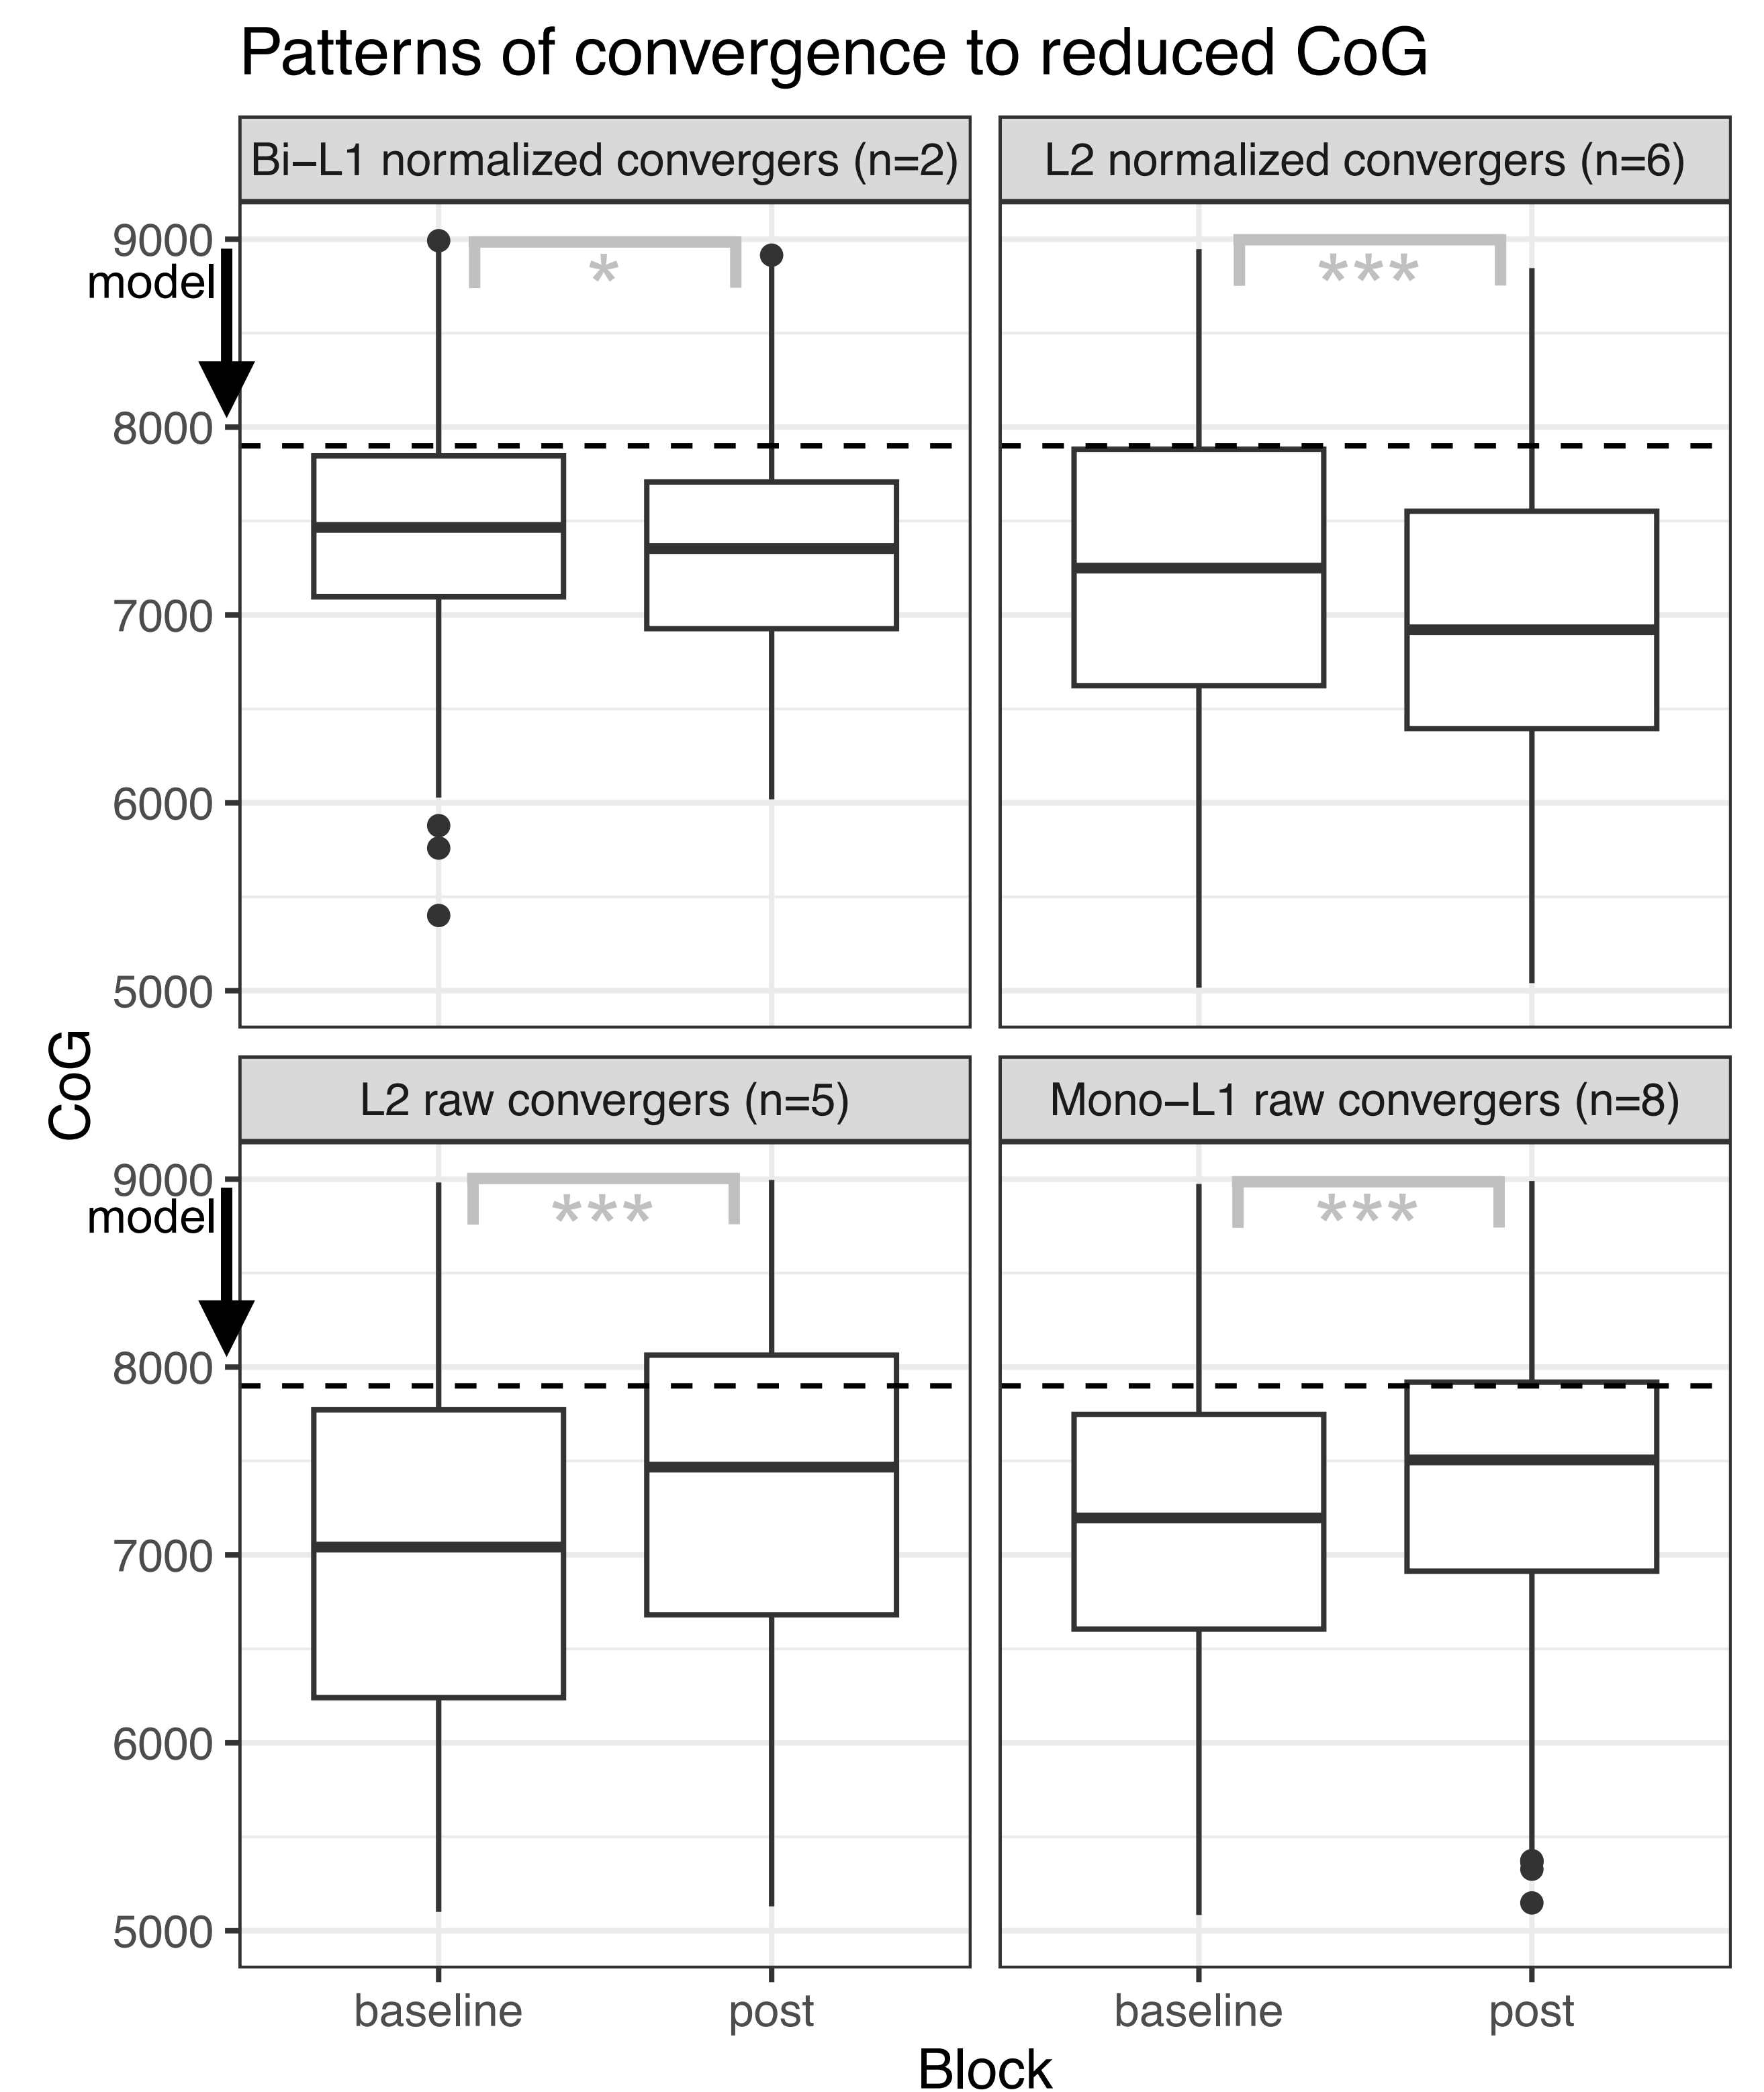 Patterns of convergence to reduced CoG
Bi–L1 normalized convergers (n=2)
L2 normalized convergers (n=6)
9000
model
8000
7000
6000
5000
*
***
CoG
L2 raw convergers (n=5)
Mono–L1 raw convergers (n=8)
9000
model
8000
7000
6000
5000
***
***
baseline
post
baseline
post
Block